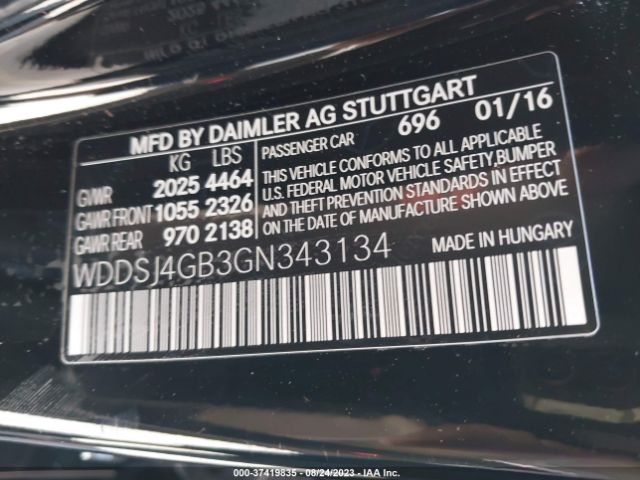 MFD BY DAIMLER AG STUTTGART
KG LBS
GVWR 2025 4464
GAWR FRONT 1055 2326
GAWR REAR 970 2138
PASSENGER CAR 696 01/16
THIS VEHICLE CONFORMS TO ALL APPLICABLE
U.S. FEDERAL MOTOR VEHICLE SAFETY,BUMPER
AND THEFT PREVENTION STANDARDS IN EFFECT
ON THE DATE OF MANUFACTURE SHOWN ABOVE
WDDSJ4GB3GN343134
MADE IN HUNGARY
000-37419835 - 08/24/2023 - IAA Inc.